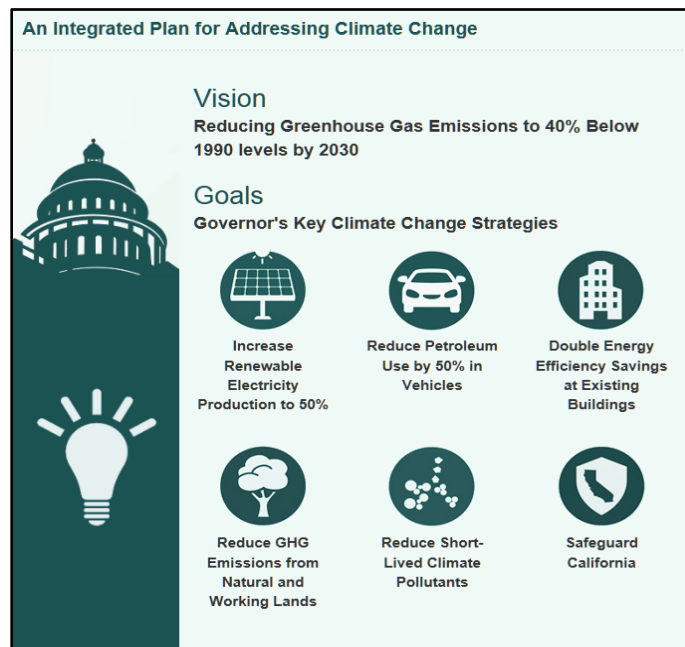 An Integrated Plan for Addressing Climate Change
Vision
Reducing Greenhouse Gas Emissions to 40% Below
1990 levels by 2030
Goals
Governor's Key Climate Change Strategies
Increase
Renewable
Electricity
Production to 50%
Reduce Petroleum
Use by 50% in
Vehicles
Double Energy
Efficiency Savings
at Existing
Buildings
Reduce GHG
Emissions from
Natural and
Working Lands
Reduce Short-
Lived Climate
Pollutants
Safeguard
California